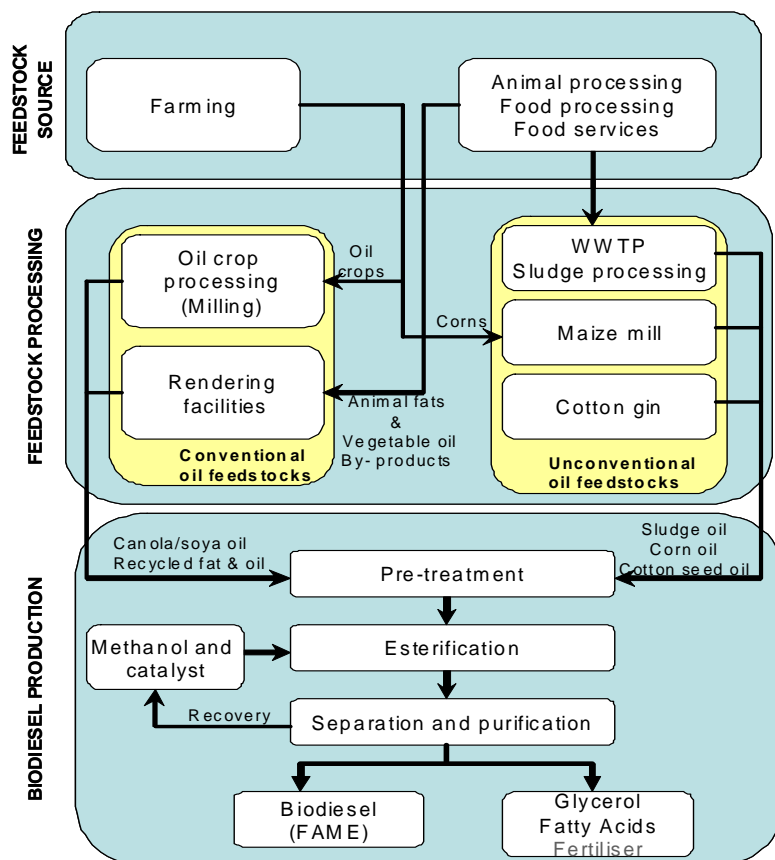 FEEDSTOCK
SOURCE
Farming
Animal processing
Food processing
Food services
FEEDSTOCK PROCESSING
Oil crop
processing
(Milling)
Oil
crops
WWTP
Sludge processing
Corns
Maize mill
Rendering
facilities
Animal fats
&
Vegetable oil
By- products
Cotton gin
Conventional
oil feedstocks
Unconventional
oil feedstocks
BIODIESEL PRODUCTION
Canola/soya oil
Recycled fat & oil
Sludge oil
Corn oil
Cotton seed oil
Pre-treatment
Methanol and
catalyst
Esterification
Recovery
Separation and purification
Biodiesel
(FAME)
Glycerol
Fatty Acids
Fertiliser